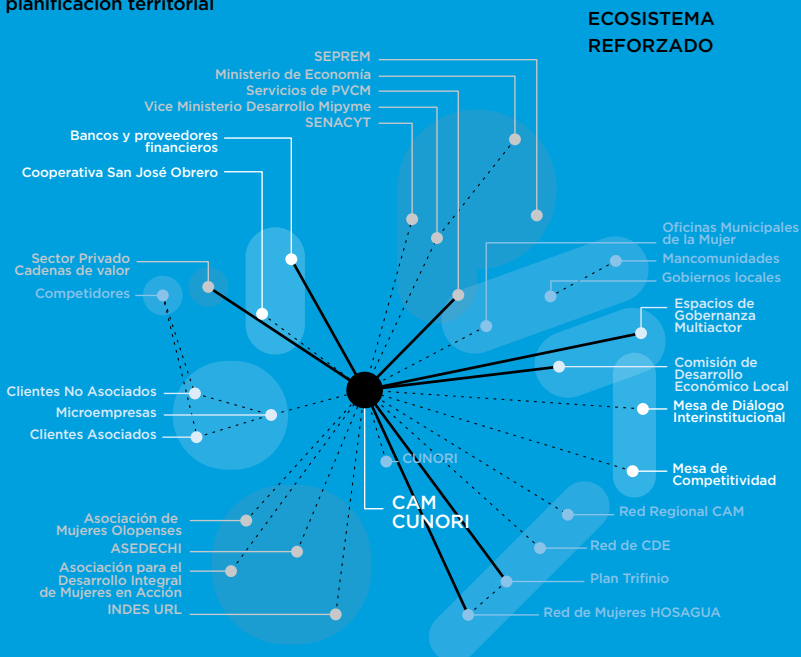 planificación territorial
ECOSISTEMA
REFORZADO
SEPREM
Ministerio de Economía
Servicios de PVCM
Vice Ministerio Desarrollo Mipyme
SENACYT
Bancos y proveedores
financieros
Cooperativa San José Obrero
Sector Privado
Cadenas de valor
Competidores
Clientes No Asociados
Microempresas
Clientes Asociados
Asociación de
Mujeres Olopenses
ASEDECHI
Asociación para el
Desarrollo Integral
de Mujeres en Acción
INDES URL
Oficinas Municipales
de la Mujer
Mancomunidades
Gobiernos locales
Espacios de
Gobernanza
Multiactor
Comisión de
Desarrollo
Económico Local
Mesa de Diálogo
Interinstitucional
Mesa de
Competitividad
CUNORI
CAM
CUNORI
Red Regional CAM
Red de CDE
Plan Trifinio
Red de Mujeres HOSAGUA